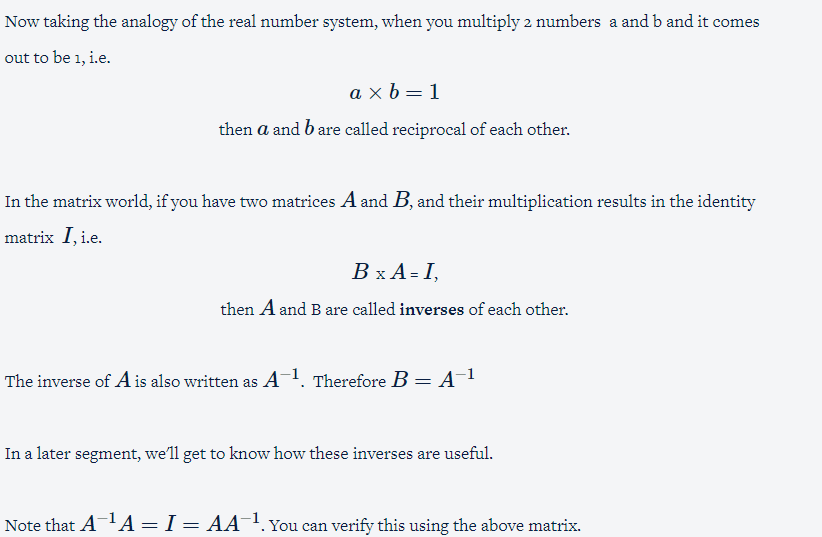 Now taking the analogy of the real number system, when you multiply 2 numbers a and b and it comes
out to be 1, i.e.
a × b = 1
then a and b are called reciprocal of each other.
In the matrix world, if you have two matrices A and B, and their multiplication results in the identity
matrix I, i.e.
B x A = I,
then A and B are called inverses of each other.
The inverse of A is also written as A⁻¹. Therefore B = A⁻¹
In a later segment, we'll get to know how these inverses are useful.
Note that A⁻¹A = I = AA⁻¹. You can verify this using the above matrix.